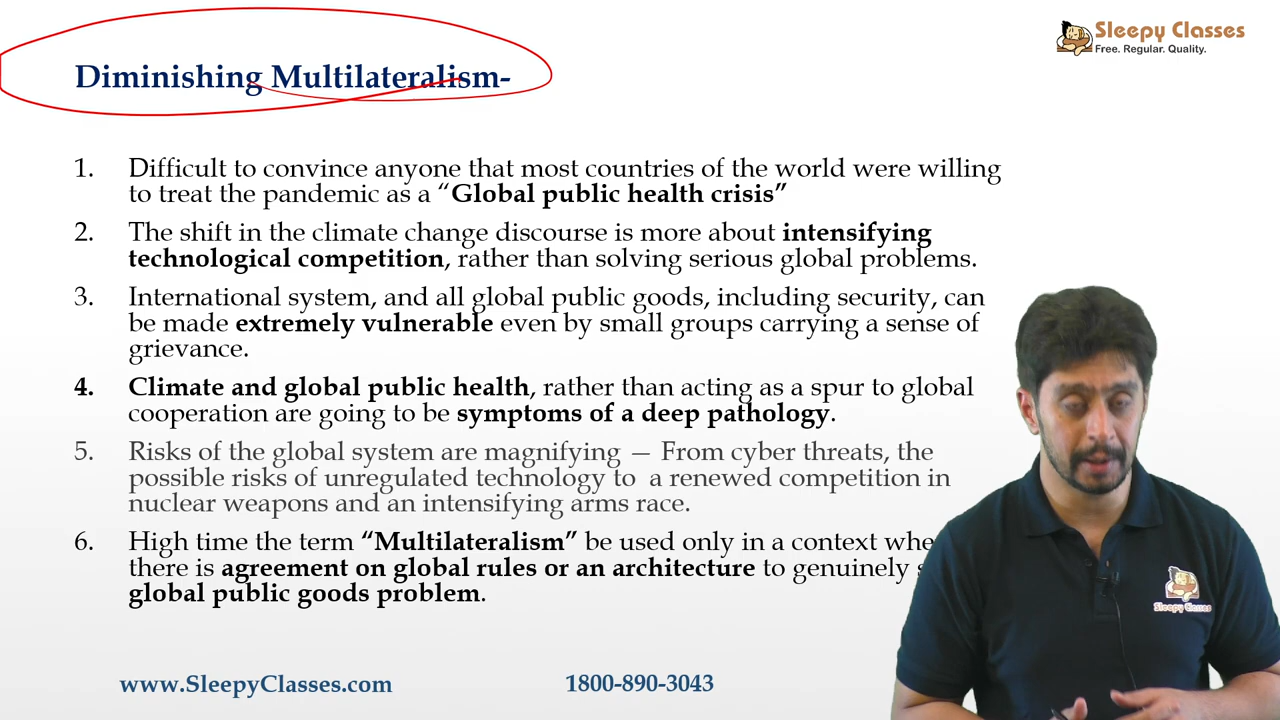 Sleepy Classes
Free. Regular. Quality.
Diminishing Multilateralism-
1. Difficult to convince anyone that most countries of the world were willing
to treat the pandemic as a “Global public health crisis”
2. The shift in the climate change discourse is more about intensifying
technological competition, rather than solving serious global problems.
3. International system, and all global public goods, including security, can
be made extremely vulnerable even by small groups carrying a sense of
grievance.
4. Climate and global public health, rather than acting as a spur to global
cooperation are going to be symptoms of a deep pathology.
5. Risks of the global system are magnifying — From cyber threats, the
possible risks of unregulated technology to a renewed competition in
nuclear weapons and an intensifying arms race.
6. High time the term “Multilateralism” be used only in a context
there is agreement on global rules or an architecture to genuinely
global public goods problem.
Sleepy Classes
www.SleepyClasses.com 1800-890-3043